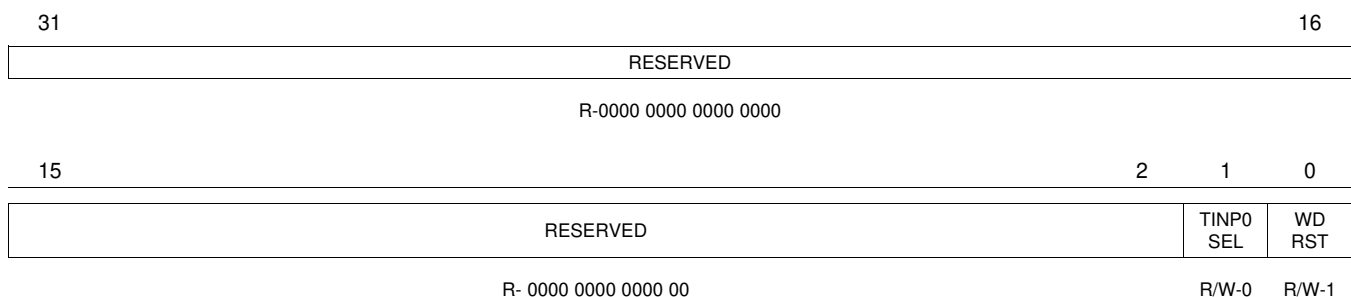 31 16
RESERVED
R-0000 0000 0000 0000
15 2 1 0
RESERVED TINP0 SEL WD RST
R- 0000 0000 0000 00 R/W-0 R/W-1